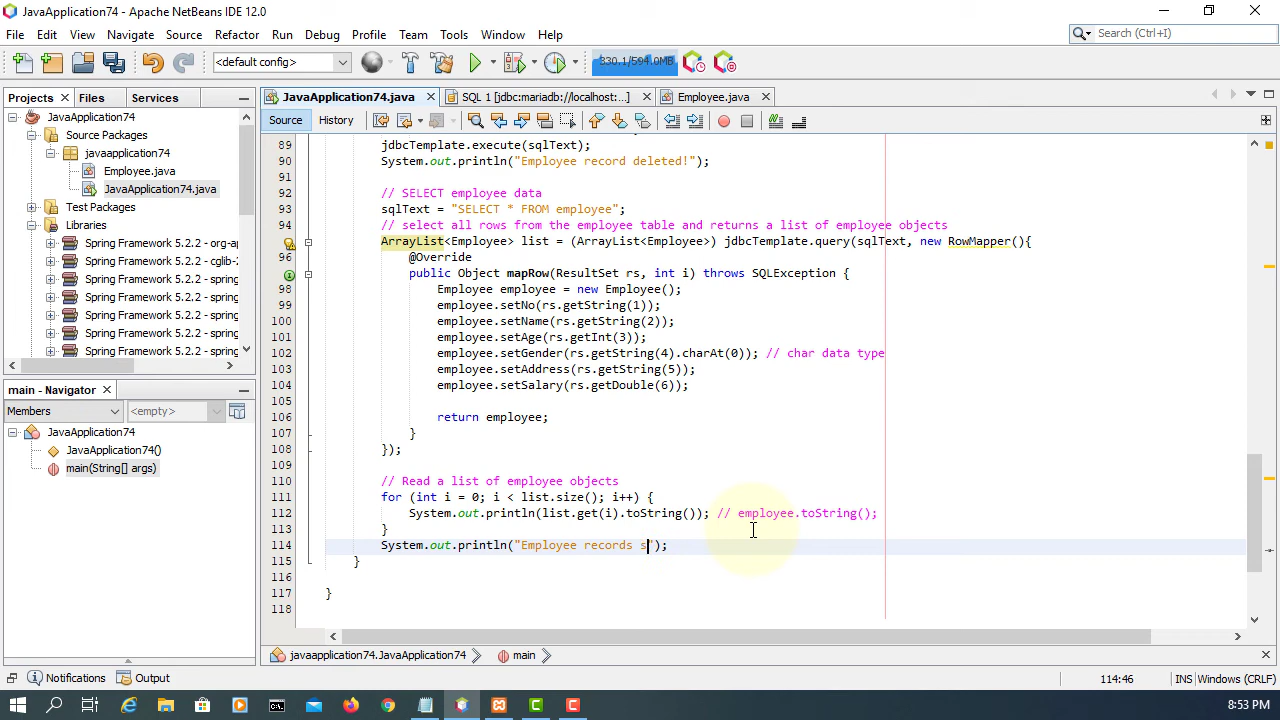 JavaApplication74 - Apache NetBeans IDE 12.0
File Edit View Navigate Source Refactor Run Debug Profile Team Tools Window Help
Search (Ctrl+I)
<default config>
330.1/594.0MB
Projects Files Services
JavaApplication74.java SQL 1 [jdbc:mariadb://localhost:...] Employee.java
Source History
JavaApplication74
Source Packages
javaapplication74
Employee.java
JavaApplication74.java
Test Packages
Libraries
Spring Framework 5.2.2 - org-ap
Spring Framework 5.2.2 - cglib-2
Spring Framework 5.2.2 - spring
Spring Framework 5.2.2 - spring
Spring Framework 5.2.2 - spring
Spring Framework 5.2.2 - spring
Spring Framework 5.2.2 - spring
main - Navigator
Members <empty>
JavaApplication74
JavaApplication74()
main(String[] args)
89 jdbcTemplate.execute(sqlText);
90 System.out.println("Employee record deleted!");
91
92 // SELECT employee data
93 sqlText = "SELECT * FROM employee";
94 // select all rows from the employee table and returns a list of employee objects
ArrayList<Employee> list = (ArrayList<Employee>) jdbcTemplate.query(sqlText, new RowMapper(){
96 @Override
public Object mapRow(ResultSet rs, int i) throws SQLException {
98 Employee employee = new Employee();
99 employee.setNo(rs.getString(1));
100 employee.setName(rs.getString(2));
101 employee.setAge(rs.getInt(3));
102 employee.setGender(rs.getString(4).charAt(0)); // char data type
103 employee.setAddress(rs.getString(5));
104 employee.setSalary(rs.getDouble(6));
105
106 return employee;
107 }
108 });
109
110 // Read a list of employee objects
111 for (int i = 0; i < list.size(); i++) {
112 System.out.println(list.get(i).toString()); // employee.toString();
113 }
114 System.out.println("Employee records s");
115 }
116
117 }
118
javaapplication74.JavaApplication74 main
Notifications Output
114:46 INS Windows (CRLF)
8:53 PM